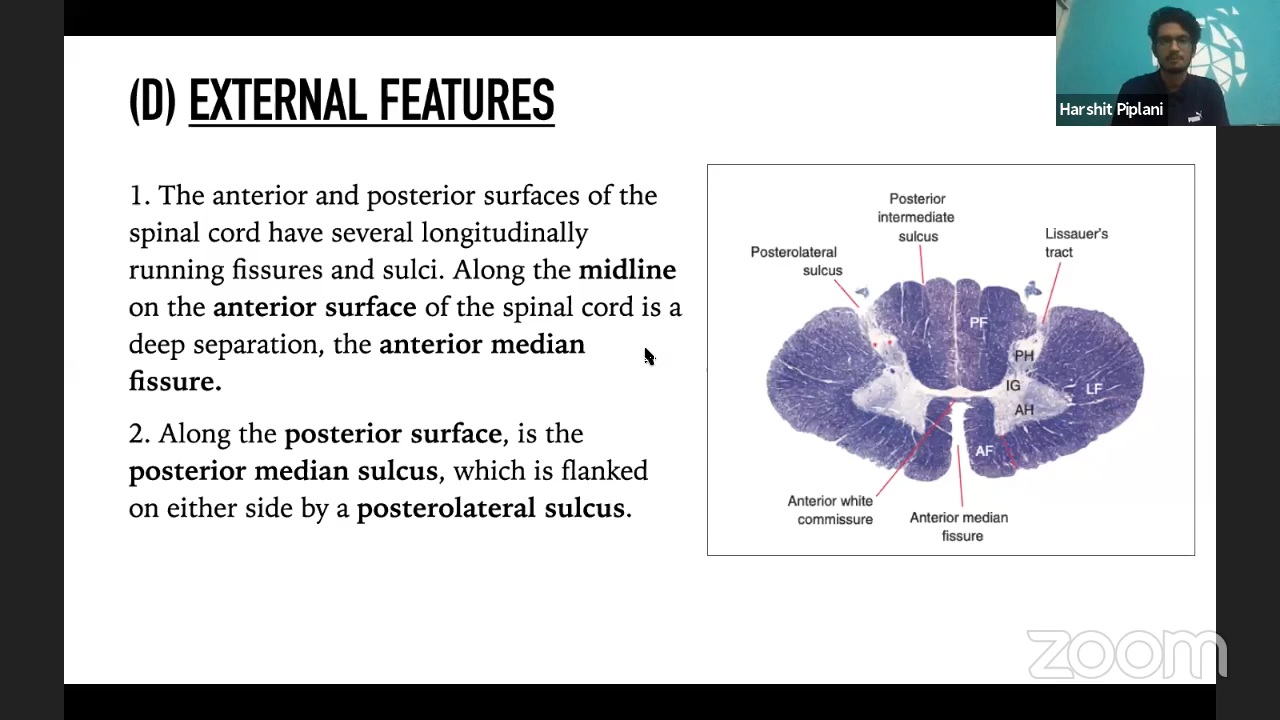 (D) EXTERNAL FEATURES
Harshit Piplani
1. The anterior and posterior surfaces of the
spinal cord have several longitudinally
running fissures and sulci. Along the midline
on the anterior surface of the spinal cord is a
deep separation, the anterior median
fissure.
2. Along the posterior surface, is the
posterior median sulcus, which is flanked
on either side by a posterolateral sulcus.
Posterior
intermediate
sulcus
Posterolateral
sulcus
Lissauer's
tract
PF
PH
IG
LF
AH
AF
Anterior white
commissure
Anterior median
fissure
zoom